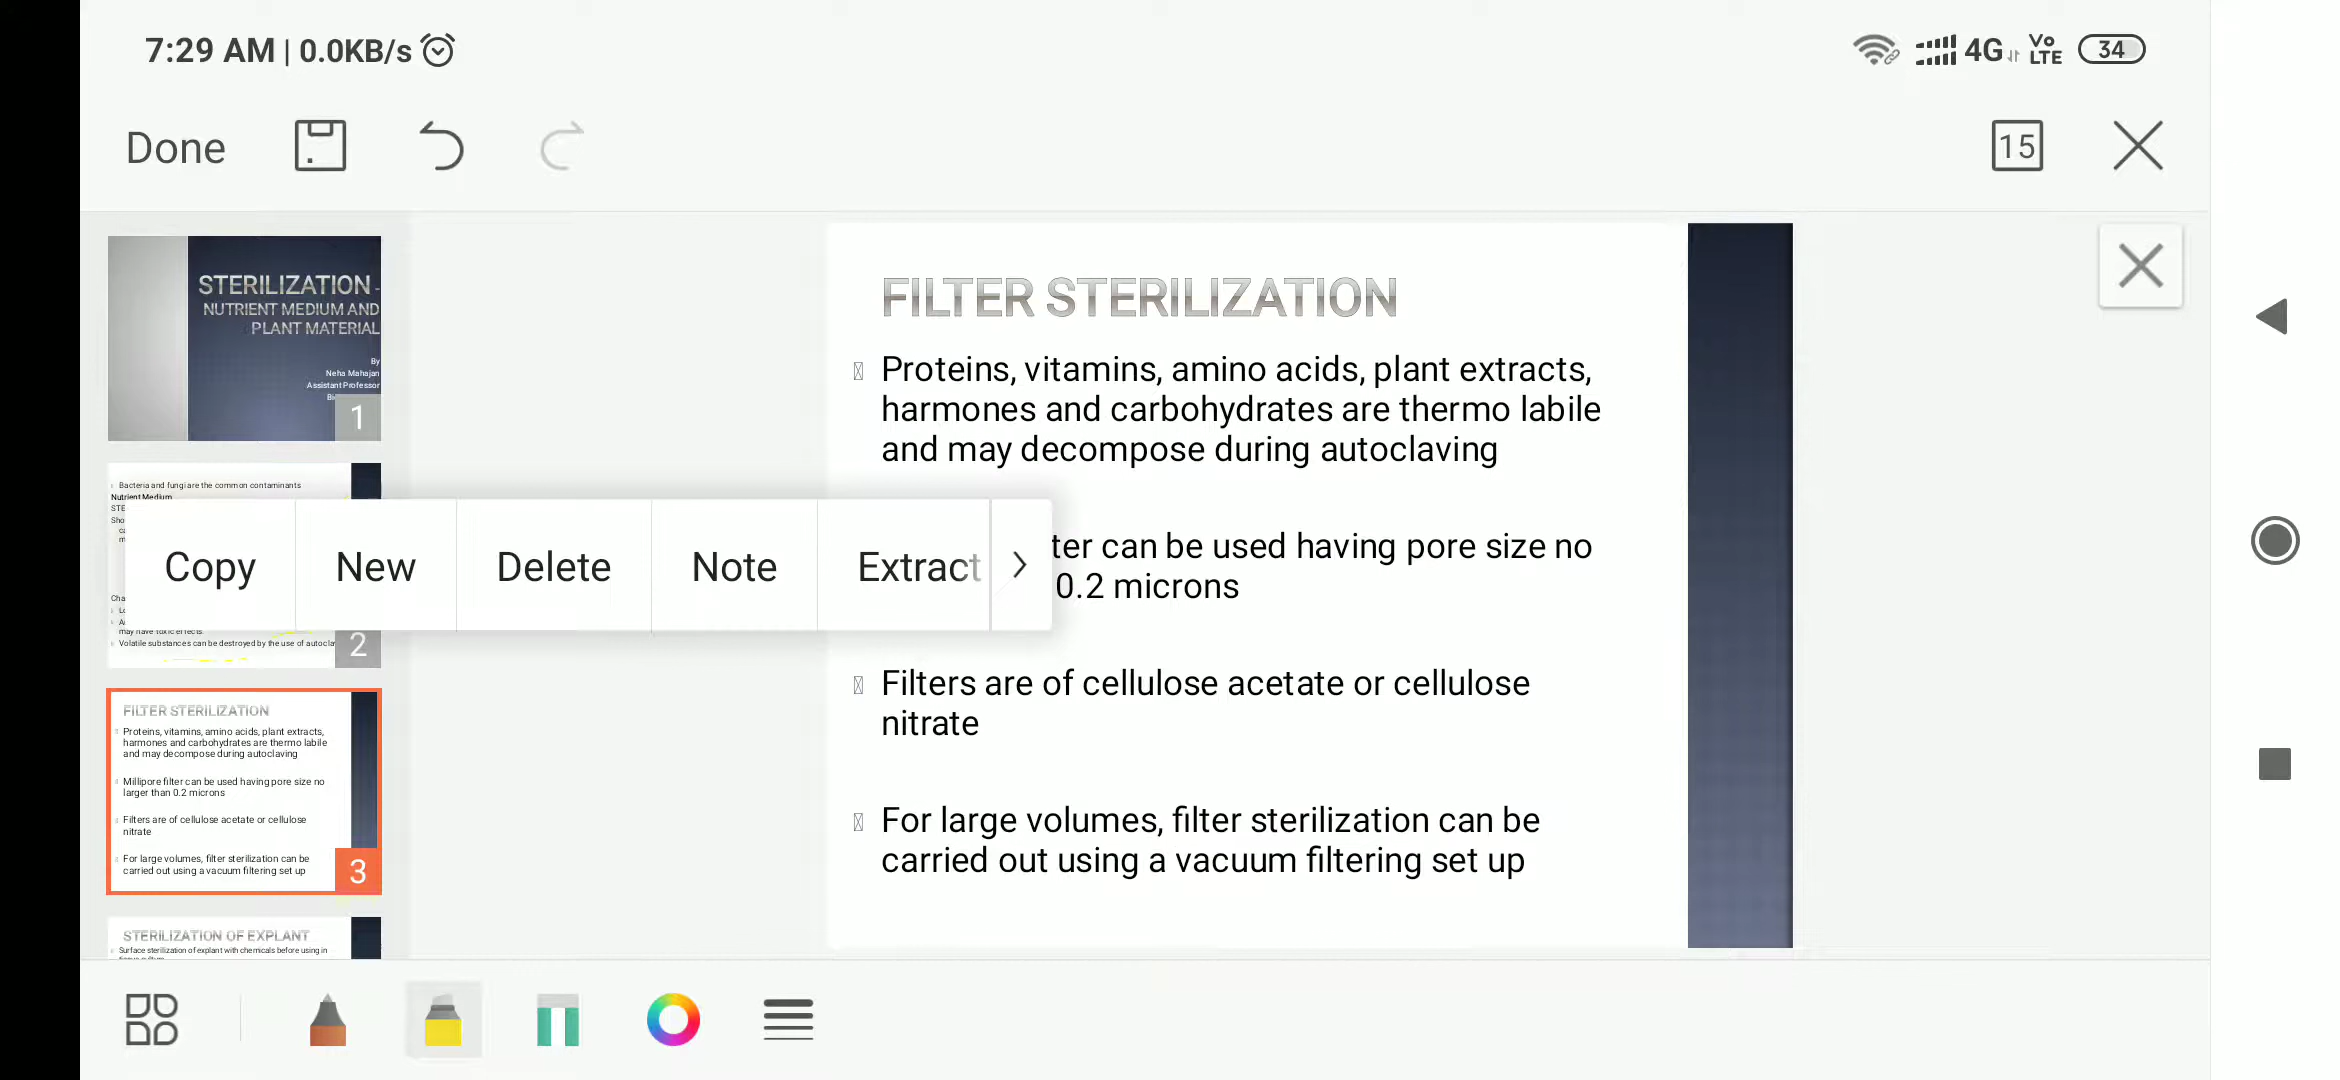 7:29 AM | 0.0KB/s
4G
Vo
LTE
34
Done
15
STERILIZATION -
NUTRIENT MEDIUM AND
PLANT MATERIAL
By
Neha Mahajan
Assistant Professor
1
Bacteria and fungi are the common contaminants
Nutrient Medium
may have toxic effects.
Volatile substances can be destroyed by the use of autocla
2
Copy
New
Delete
Note
Extract
FILTER STERILIZATION
Proteins, vitamins, amino acids, plant extracts,
harmones and carbohydrates are thermo labile
and may decompose during autoclaving
Millipore filter can be used having pore size no
larger than 0.2 microns
Filters are of cellulose acetate or cellulose
nitrate
For large volumes, filter sterilization can be
carried out using a vacuum filtering set up
3
STERILIZATION OF EXPLANT
Surface sterilization of explant with chemicals before using in
FILTER STERILIZATION
Proteins, vitamins, amino acids, plant extracts,
harmones and carbohydrates are thermo labile
and may decompose during autoclaving
ter can be used having pore size no
0.2 microns
Filters are of cellulose acetate or cellulose
nitrate
For large volumes, filter sterilization can be
carried out using a vacuum filtering set up